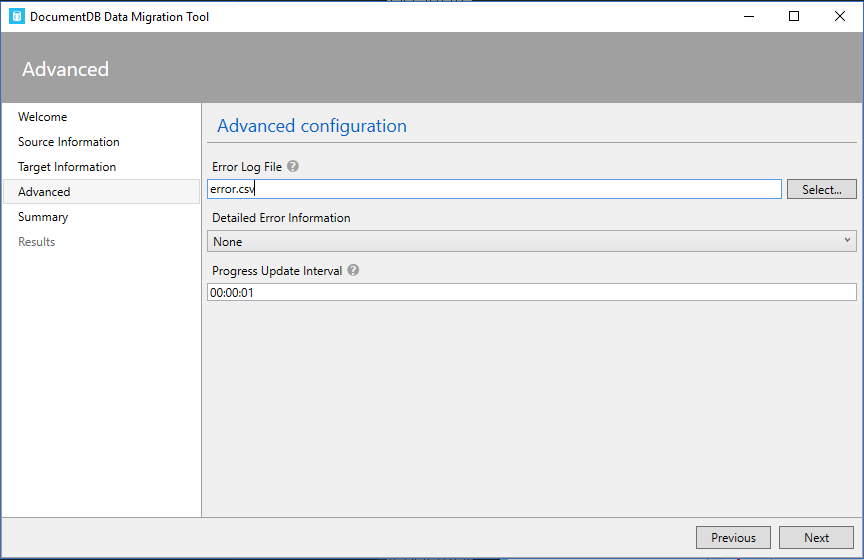 DocumentDB Data Migration Tool
Advanced
Welcome
Source Information
Target Information
Advanced
Summary
Results
Advanced configuration
Error Log File ?
error.csv
Select...
Detailed Error Information
None
Progress Update Interval ?
00:00:01
Previous
Next